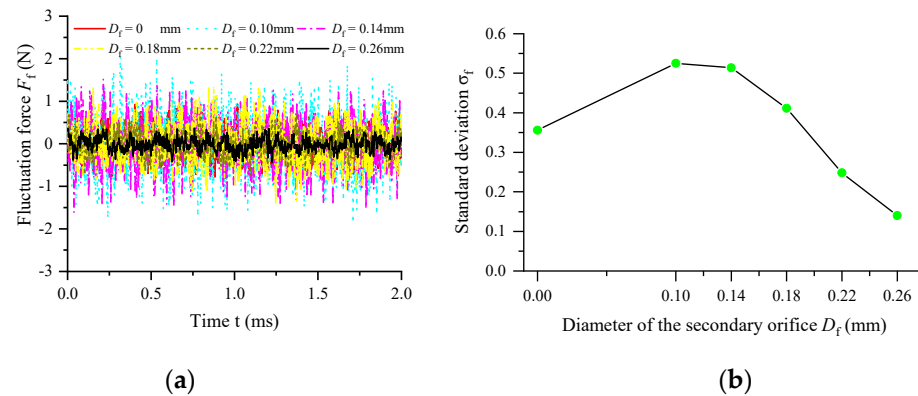 D_f = 0 mm D_f = 0.10mm D_f = 0.14mm
D_f = 0.18mm D_f = 0.22mm D_f = 0.26mm
Fluctuation force F_f (N)
3
2
1
0
-1
-2
-3
0.0 0.5 1.0 1.5 2.0
Time t (ms)
(a)
Standard deviation σ_f
0.6
0.5
0.4
0.3
0.2
0.1
0.0
0.00 0.10 0.14 0.18 0.22 0.26
Diameter of the secondary orifice D_f (mm)
(b)